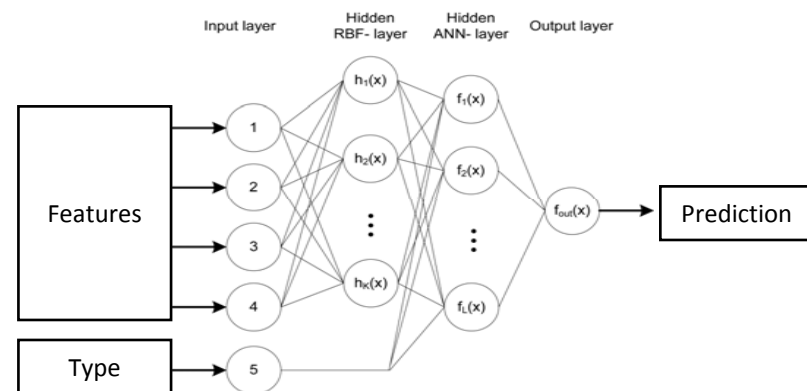 Input layer
Hidden
RBF- layer
Hidden
ANN- layer
Output layer
Features
Type
1
2
3
4
5
h₁(x)
h₂(x)
⋮
hK(x)
f₁(x)
f₂(x)
⋮
fL(x)
fout(x)
Prediction